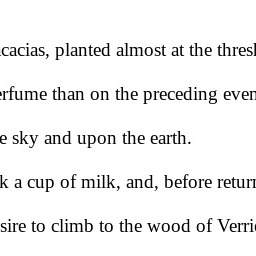 cacias, planted almost at the thresh
erfume than on the preceding even
e sky and upon the earth.
k a cup of milk, and, before return
sire to climb to the wood of Verrie